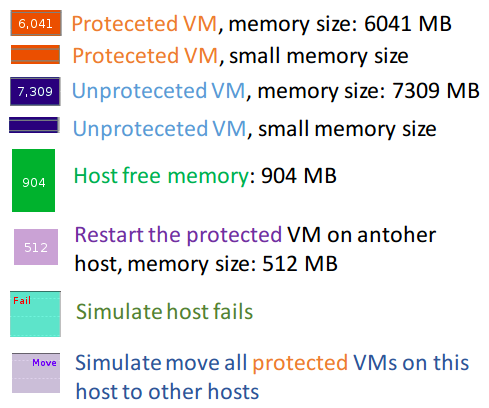 6,041 Proteceted VM, memory size: 6041 MB
Proteceted VM, small memory size
7,309 Unproteceted VM, memory size: 7309 MB
Unproteceted VM, small memory size
904 Host free memory: 904 MB
512 Restart the protected VM on antoher
host, memory size: 512 MB
Fail Simulate host fails
Move Simulate move all protected VMs on this
host to other hosts